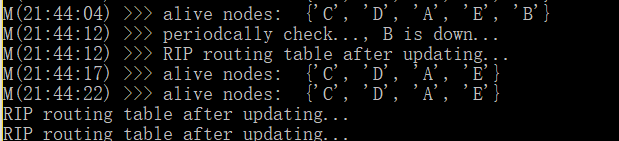 M(21:44:04) >>> alive nodes:  {'C', 'D', 'A', 'E', 'B'}
M(21:44:12) >>> periodcally check..., B is down...
M(21:44:12) >>> RIP routing table after updating...
M(21:44:17) >>> alive nodes:  {'C', 'D', 'A', 'E'}
M(21:44:22) >>> alive nodes:  {'C', 'D', 'A', 'E'}
RIP routing table after updating...
RIP routing table after updating...